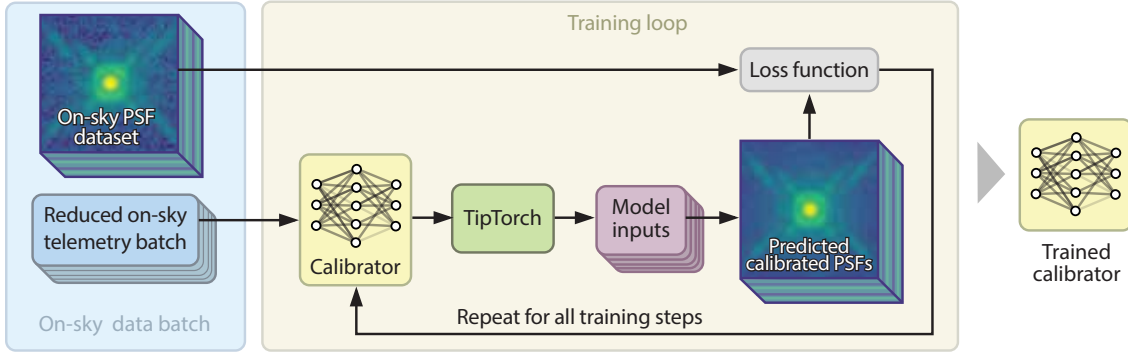 Training loop
On-sky PSF
dataset
Loss function
Reduced on-sky
telemetry batch
Calibrator
TipTorch
Model
inputs
Predicted
calibrated PSFs
Trained
calibrator
Repeat for all training steps
On-sky data batch